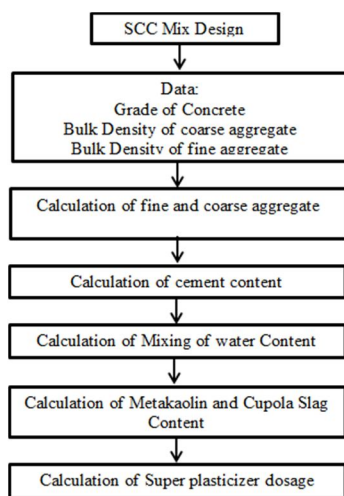 SCC Mix Design
Data:
Grade of Concrete
Bulk Density of coarse aggregate
Bulk Density of fine aggregate
Calculation of fine and coarse aggregate
Calculation of cement content
Calculation of Mixing of water Content
Calculation of Metakaolin and Cupola Slag
Content
Calculation of Super plasticizer dosage